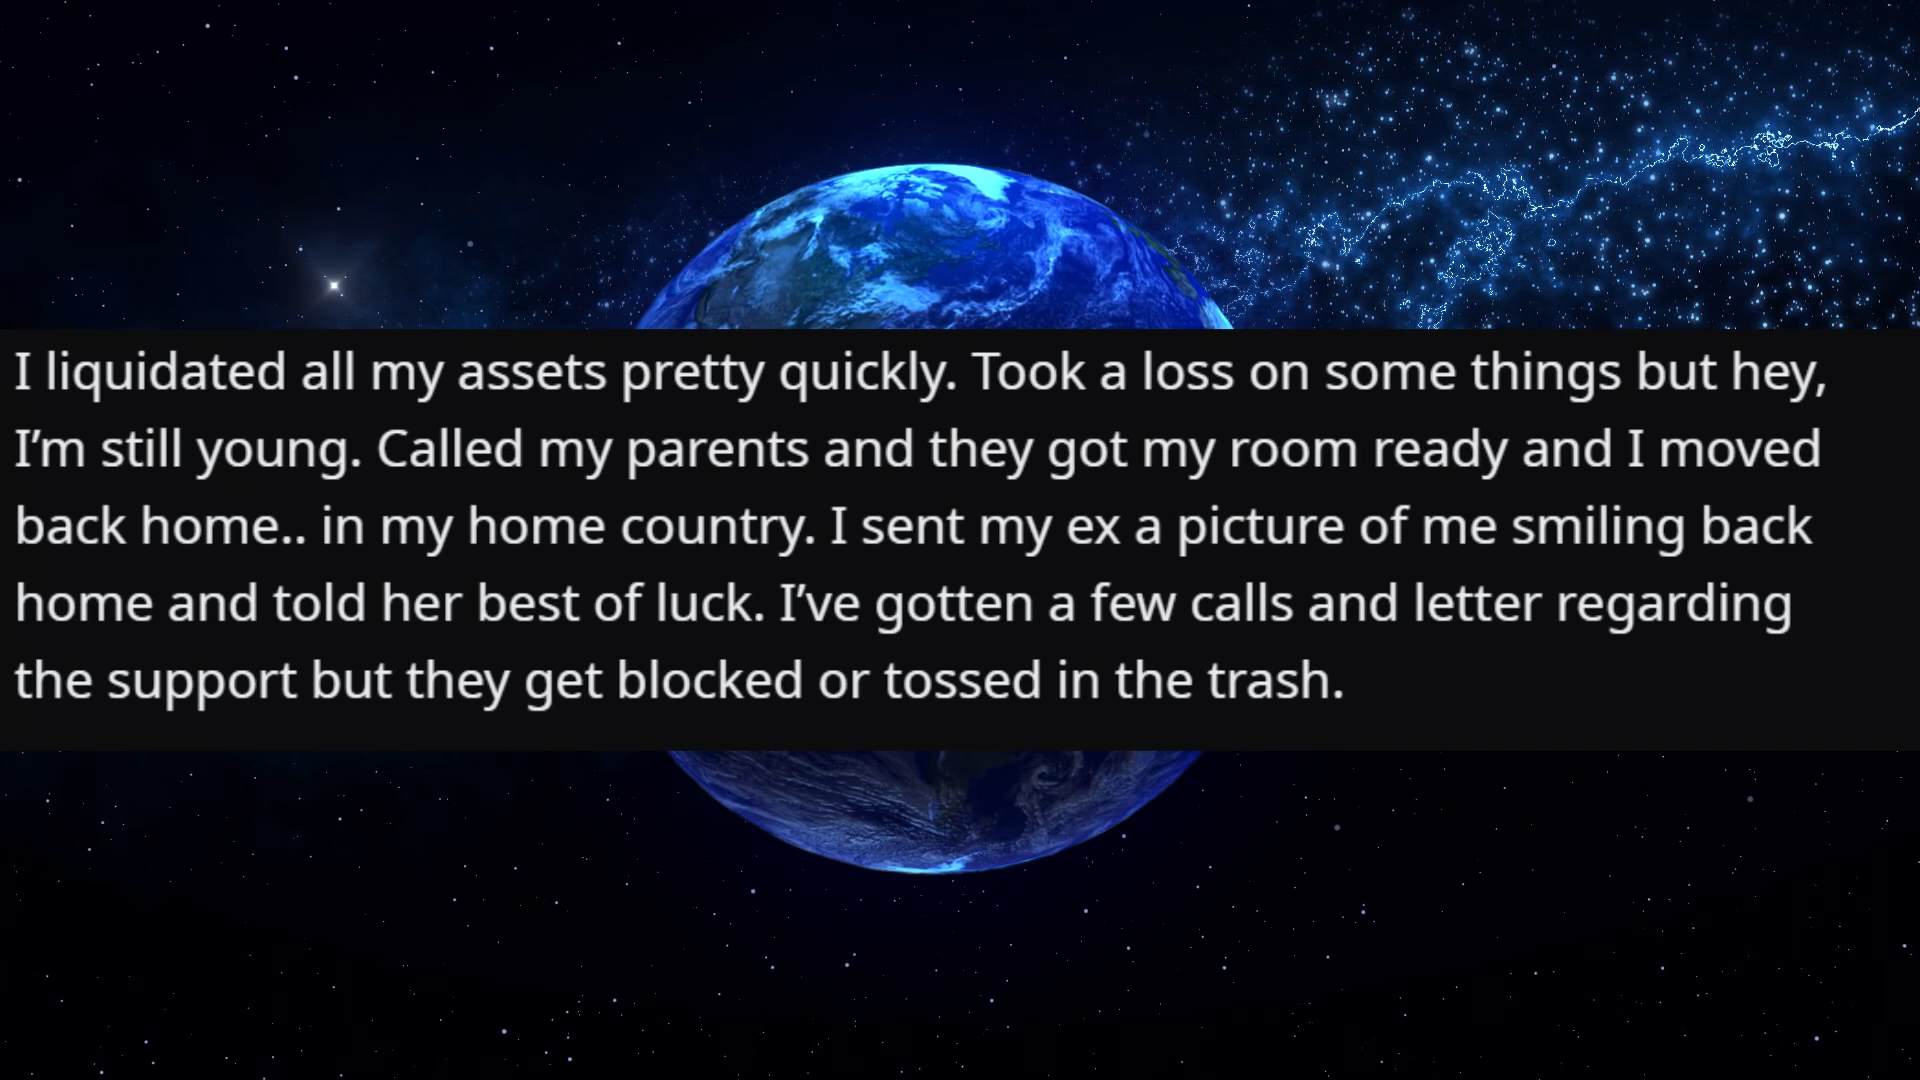 I liquidated all my assets pretty quickly. Took a loss on some things but hey,
I’m still young. Called my parents and they got my room ready and I moved
back home.. in my home country. I sent my ex a picture of me smiling back
home and told her best of luck. I’ve gotten a few calls and letter regarding
the support but they get blocked or tossed in the trash.